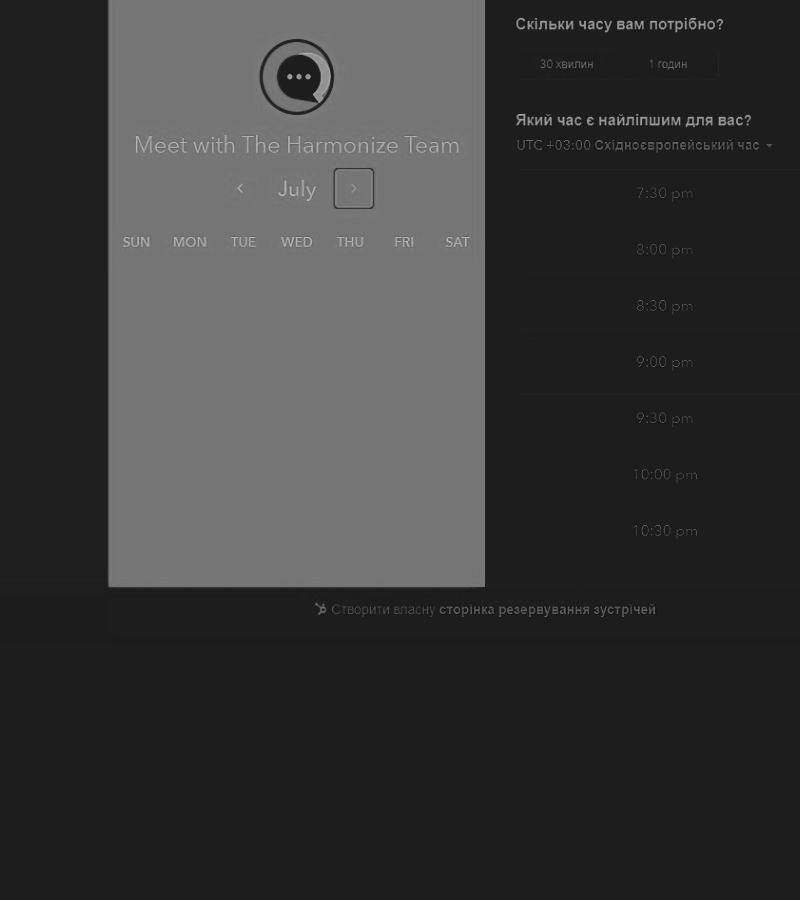 Meet with The Harmonize Team
July
SUN MON TUE WED THU FRI SAT
Скільки часу вам потрібно?
30 хвилин 1 годин
Який час є найліпшим для вас?
UTC +03:00 Східноєвропейський час
7:30 pm
8:00 pm
8:30 pm
9:00 pm
9:30 pm
10:00 pm
10:30 pm
Створити власну сторінка резервування зустрічей